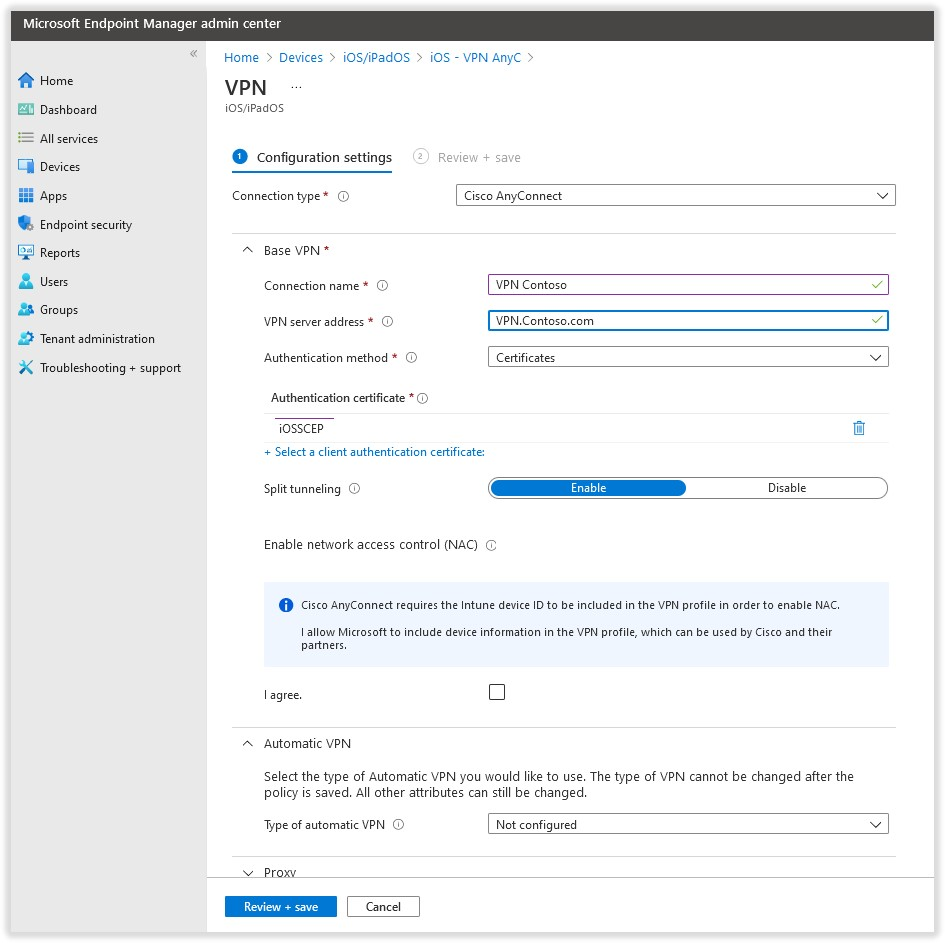 Microsoft Endpoint Manager admin center
«
Home
Dashboard
All services
Devices
Apps
Endpoint security
Reports
Users
Groups
Tenant administration
Troubleshooting + support
Home > Devices > iOS/iPadOS > iOS - VPN AnyC >
VPN ...
iOS/iPadOS
1 Configuration settings 2 Review + save
Connection type * Cisco AnyConnect
Base VPN *
Connection name * VPN Contoso
VPN server address * VPN.Contoso.com
Authentication method * Certificates
Authentication certificate *
iOSSCEP
+ Select a client authentication certificate:
Split tunneling Enable Disable
Enable network access control (NAC)
Cisco AnyConnect requires the Intune device ID to be included in the VPN profile in order to enable NAC.
I allow Microsoft to include device information in the VPN profile, which can be used by Cisco and their
partners.
I agree.
Automatic VPN
Select the type of Automatic VPN you would like to use. The type of VPN cannot be changed after the
policy is saved. All other attributes can still be changed.
Type of automatic VPN Not configured
Proxy
Review + save Cancel